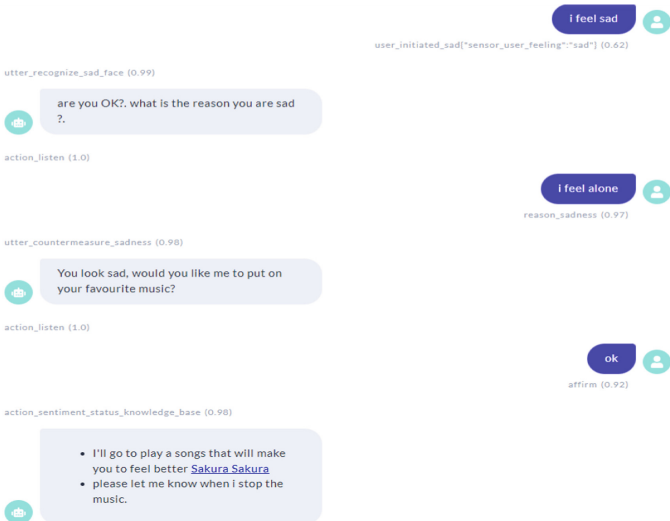 i feel sad
user_initiated_sad{"sensor_user_feeling":"sad"} (0.62)
utter_recognize_sad_face (0.99)
are you OK?. what is the reason you are sad
?.
action_listen (1.0)
i feel alone
reason_sadness (0.97)
utter_countermeasure_sadness (0.98)
You look sad, would you like me to put on
your favourite music?
action_listen (1.0)
ok
affirm (0.92)
action_sentiment_status_knowledge_base (0.98)
• I'll go to play a songs that will make
you to feel better Sakura Sakura
• please let me know when i stop the
music.